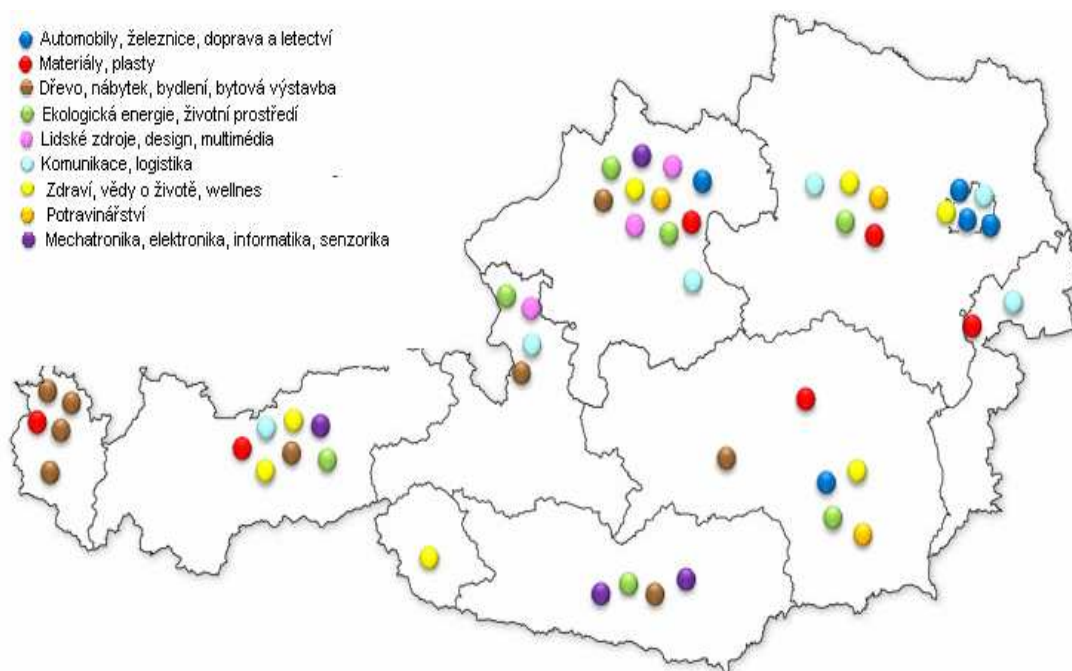 Automobily, železnice, doprava a letectví
Materiály, plasty
Dřevo, nábytek, bydlení, bytová výstavba
Ekologická energie, životní prostředí
Lidské zdroje, design, multimédia
Komunikace, logistika
Zdraví, vědy o životě, wellnes
Potravinářství
Mechatronika, elektronika, informatika, senzorika